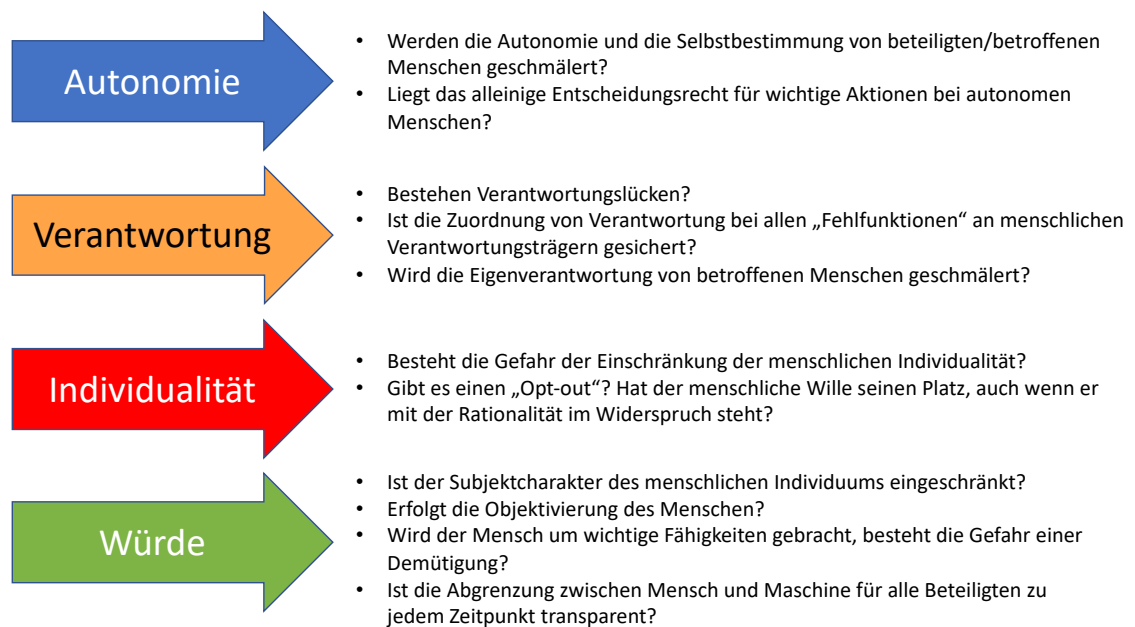 Autonomie
• Werden die Autonomie und die Selbstbestimmung von beteiligten/betroffenen
Menschen geschmälert?
• Liegt das alleinige Entscheidungsrecht für wichtige Aktionen bei autonomen
Menschen?
Verantwortung
• Bestehen Verantwortungslücken?
• Ist die Zuordnung von Verantwortung bei allen „Fehlfunktionen“ an menschlichen
Verantwortungsträgern gesichert?
• Wird die Eigenverantwortung von betroffenen Menschen geschmälert?
Individualität
• Besteht die Gefahr der Einschränkung der menschlichen Individualität?
• Gibt es einen „Opt-out“? Hat der menschliche Wille seinen Platz, auch wenn er
mit der Rationalität im Widerspruch steht?
Würde
• Ist der Subjektcharakter des menschlichen Individuums eingeschränkt?
• Erfolgt die Objektivierung des Menschen?
• Wird der Mensch um wichtige Fähigkeiten gebracht, besteht die Gefahr einer
Demütigung?
• Ist die Abgrenzung zwischen Mensch und Maschine für alle Beteiligten zu
jedem Zeitpunkt transparent?